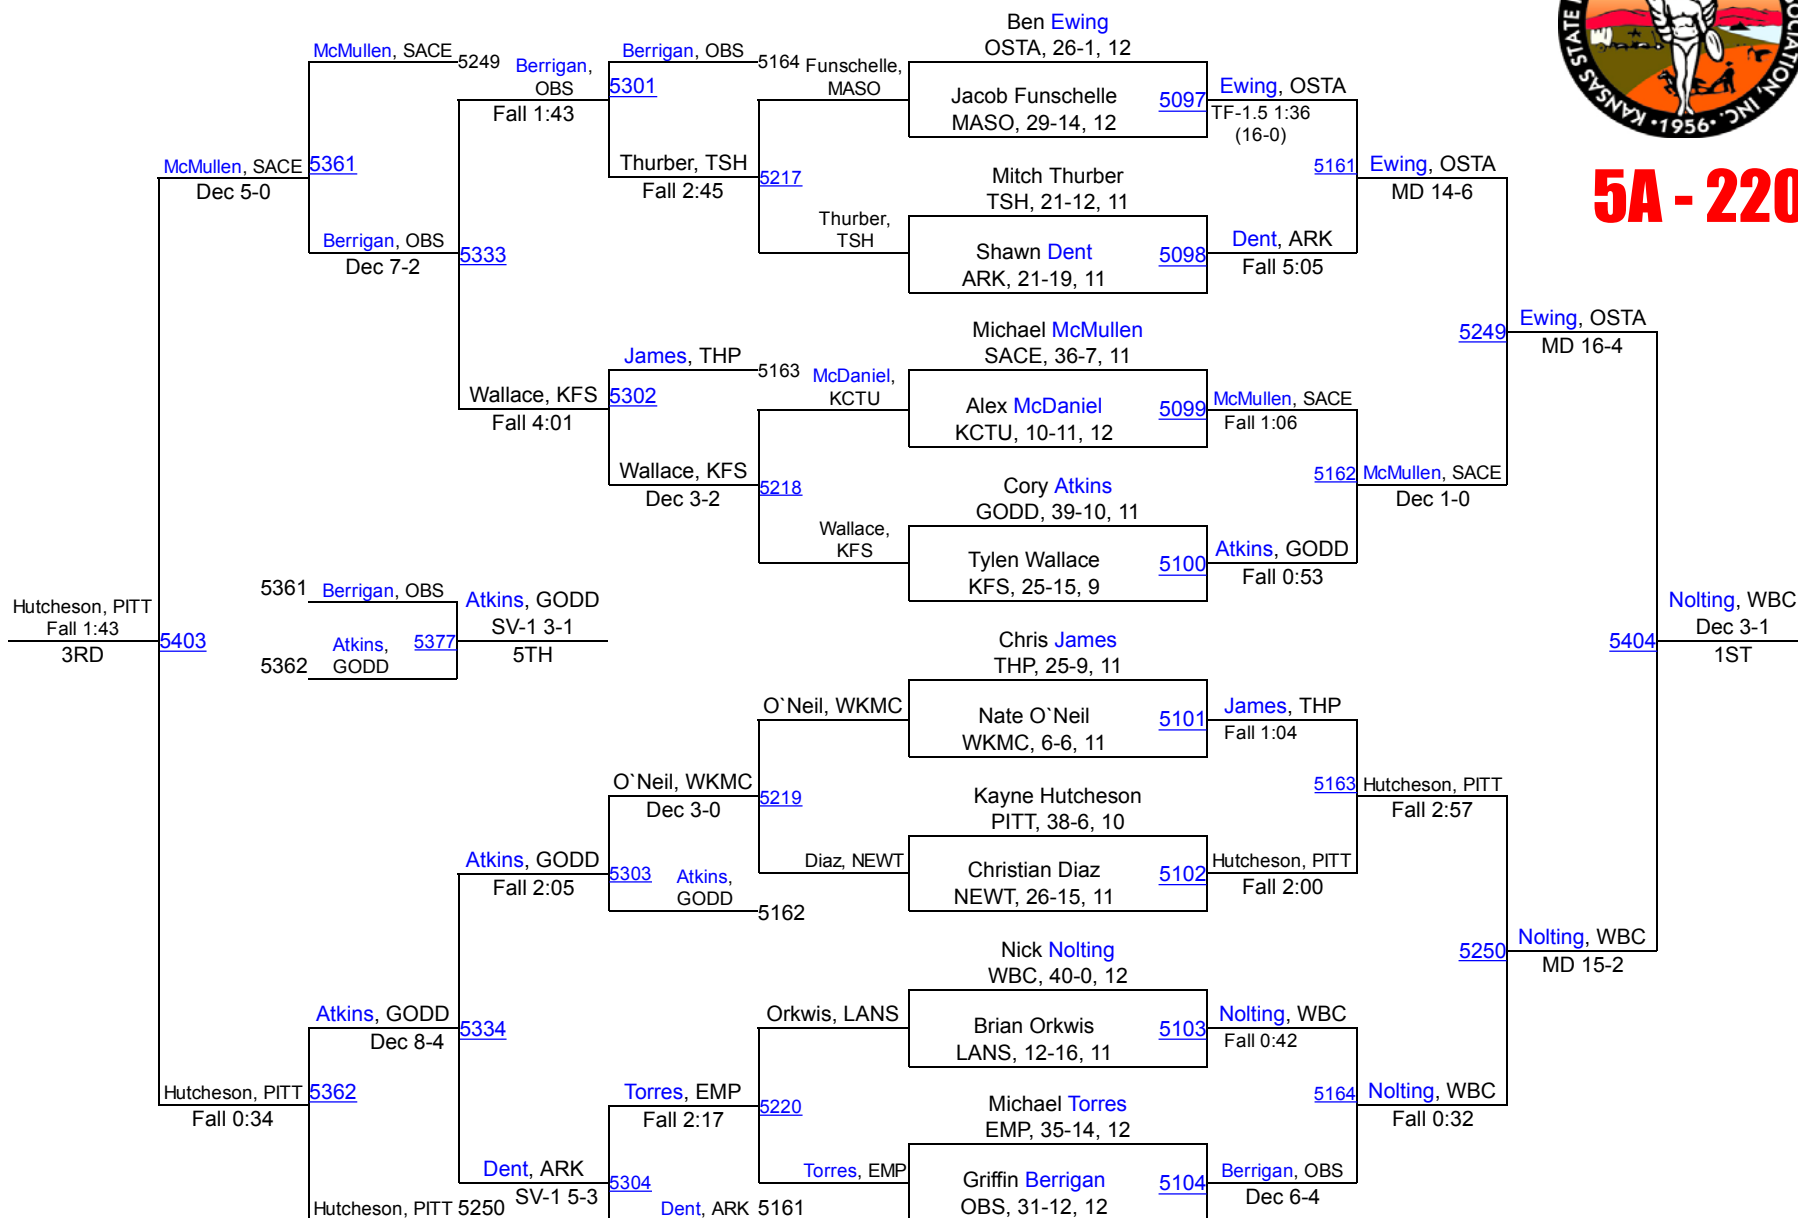 Ben Ewing
OSTA, 26-1, 12
Jacob Funschelle
MASO, 29-14, 12
5097
Mitch Thurber
TSH, 21-12, 11
Shawn Dent
ARK, 21-19, 11
5098
Michael McMullen
SACE, 36-7, 11
Alex McDaniel
KCTU, 10-11, 12
5099
Cory Atkins
GODD, 39-10, 11
Tylen Wallace
KFS, 25-15, 9
5100
Chris James
THP, 25-9, 11
Nate O`Neil
WKMC, 6-6, 11
5101
Kayne Hutcheson
PITT, 38-6, 10
Christian Diaz
NEWT, 26-15, 11
5102
Nick Nolting
WBC, 40-0, 12
Brian Orkwis
LANS, 12-16, 11
5103
Michael Torres
EMP, 35-14, 12
Griffin Berrigan
OBS, 31-12, 12
5104
Ewing, OSTA
TF-1.5 1:36
(16-0)
5161
Dent, ARK
Fall 5:05
McMullen, SACE
Fall 1:06
5162
Atkins, GODD
Fall 0:53
James, THP
Fall 1:04
5163
Hutcheson, PITT
Fall 2:00
Nolting, WBC
Fall 0:42
5164
Berrigan, OBS
Dec 6-4
Ewing, OSTA
MD 14-6
5249
McMullen, SACE
Dec 1-0
Hutcheson, PITT
Fall 2:57
5250
Nolting, WBC
Fall 0:32
Ewing, OSTA
MD 16-4
5404
Nolting, WBC
MD 15-2
Nolting, WBC
Dec 3-1
1ST
KANSAS STATE
OCIATION, INC.
•1956•
5A - 220
Funschelle,
MASO
5217
Thurber,
TSH
McDaniel,
KCTU
5218
Wallace,
KFS
O`Neil, WKMC
5219
Diaz, NEWT
Orkwis, LANS
5220
Torres, EMP
Berrigan, OBS
5164
5301
Thurber, TSH
Fall 2:45
James, THP
5163
5302
Wallace, KFS
Dec 3-2
O`Neil, WKMC
Dec 3-0
5303
Atkins,
GODD
5162
Torres, EMP
Fall 2:17
5304
Dent, ARK 5161
Berrigan,
OBS
Fall 1:43
5333
Wallace, KFS
Fall 4:01
Atkins, GODD
Fall 2:05
5334
Dent, ARK
SV-1 5-3
McMullen, SACE
5249
5361
Berrigan, OBS
Dec 7-2
Atkins, GODD
Dec 8-4
5362
Hutcheson, PITT 5250
McMullen, SACE
Dec 5-0
5403
Hutcheson, PITT
Fall 0:34
Hutcheson, PITT
Fall 1:43
3RD
5361
Berrigan, OBS
5377
5362
Atkins,
GODD
Atkins, GODD
SV-1 3-1
5TH